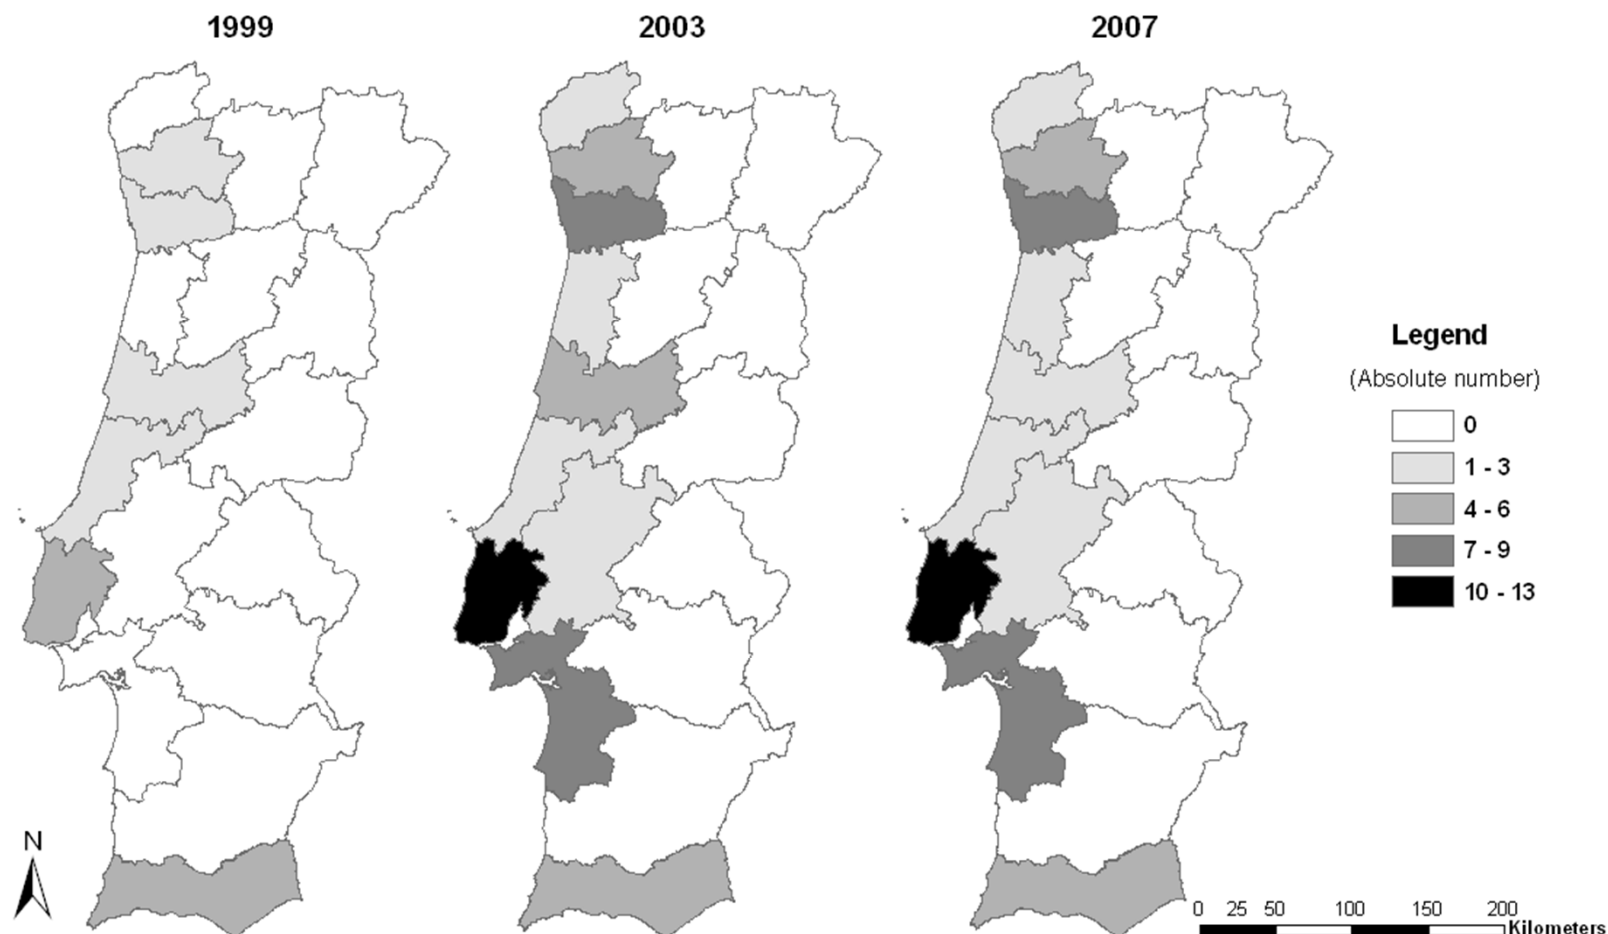 1999
2003
2007
Legend
(Absolute number)
0
1 - 3
4 - 6
7 - 9
10 - 13
N
0 25 50 100 150 200
Kilometers